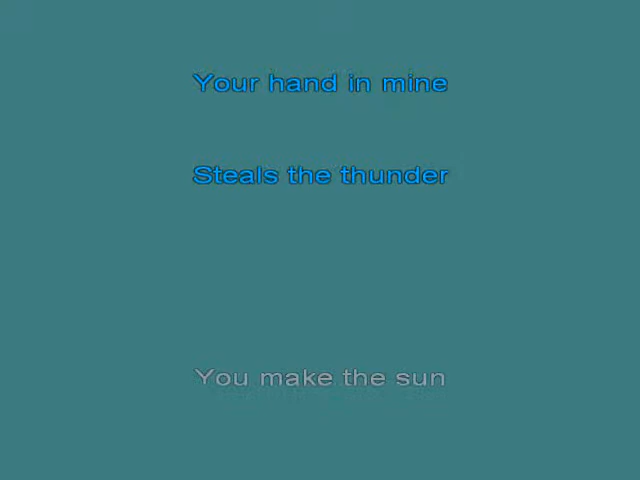 Your hand in mine
Steals the thunder
You make the sun